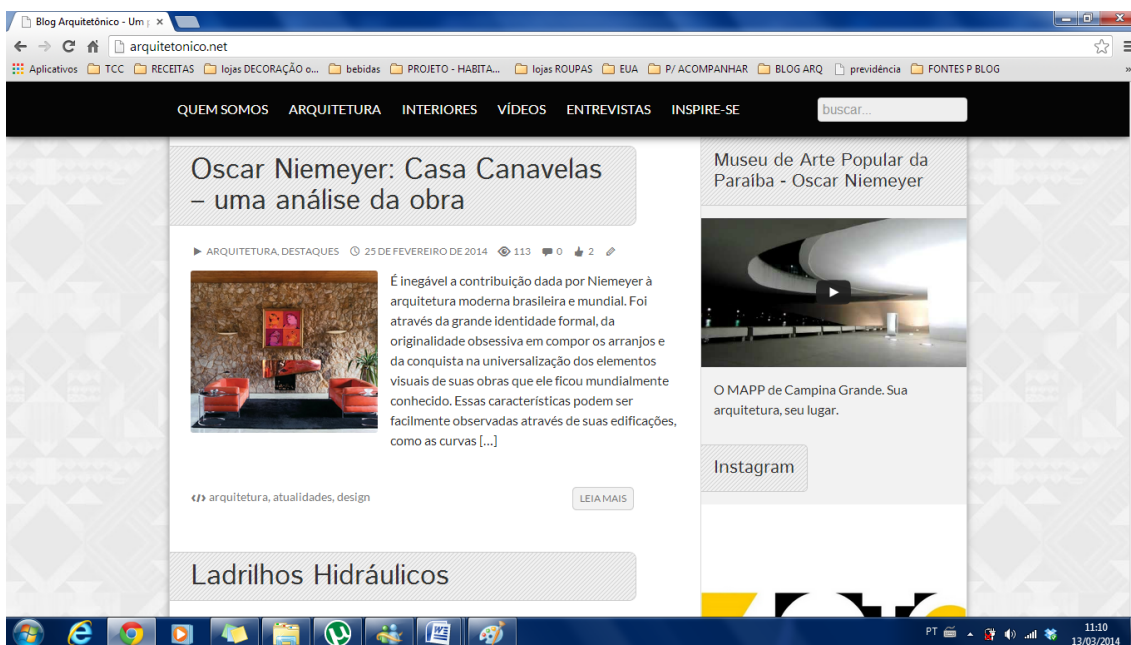 Blog Arquitetônico - Um
arquitetonico.net
Aplicativos TCC RECEITAS lojas DECORAÇÃO o... bebidas PROJETO - HABITA... lojas ROUPAS EUA P/ ACOMPANHAR BLOG ARQ previdência FONTES P BLOG »
QUEM SOMOS ARQUITETURA INTERIORES VÍDEOS ENTREVISTAS INSPIRE-SE buscar...
Oscar Niemeyer: Casa Canavelas
– uma análise da obra
ARQUITETURA, DESTAQUES 25 DE FEVEREIRO DE 2014 113 0 2
É inegável a contribuição dada por Niemeyer à
arquitetura moderna brasileira e mundial. Foi
através da grande identidade formal, da
originalidade obsessiva em compor os arranjos e
da conquista na universalização dos elementos
visuais de suas obras que ele ficou mundialmente
conhecido. Essas características podem ser
facilmente observadas através de suas edificações,
como as curvas [...]
arquitetura, atualidades, design
LEIA MAIS
Ladrilhos Hidráulicos
Museu de Arte Popular da
Paraíba - Oscar Niemeyer
O MAPP de Campina Grande. Sua
arquitetura, seu lugar.
Instagram
PT
11:10
13/03/2014